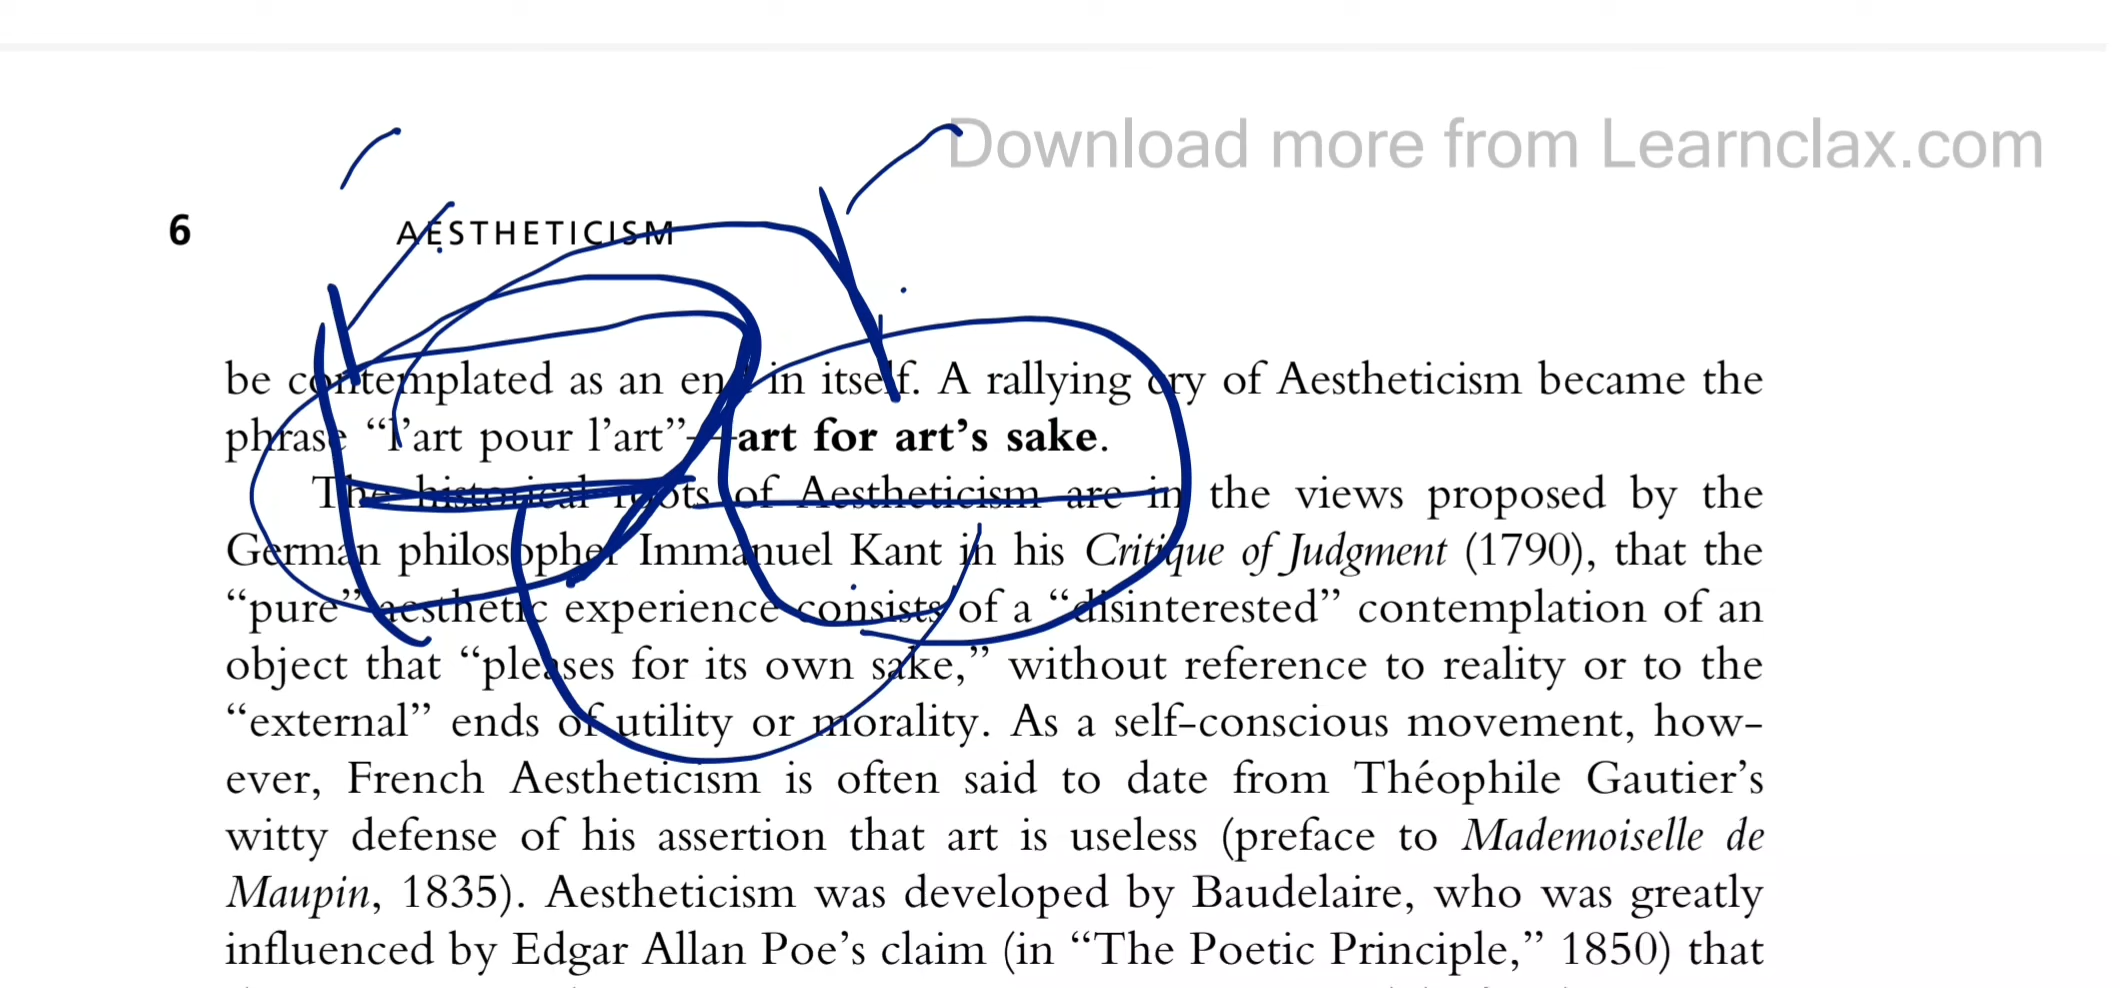 Download more from Learnclax.com
6 AESTHETICISM
be contemplated as an end in itself. A rallying cry of Aestheticism became the
phrase “l’art pour l’art”—art for art’s sake.
The historical roots of Aestheticism are in the views proposed by the
German philosopher Immanuel Kant in his Critique of Judgment (1790), that the
“pure” aesthetic experience consists of a “disinterested” contemplation of an
object that “pleases for its own sake,” without reference to reality or to the
“external” ends of utility or morality. As a self-conscious movement, how-
ever, French Aestheticism is often said to date from Théophile Gautier’s
witty defense of his assertion that art is useless (preface to Mademoiselle de
Maupin, 1835). Aestheticism was developed by Baudelaire, who was greatly
influenced by Edgar Allan Poe’s claim (in “The Poetic Principle,” 1850) that